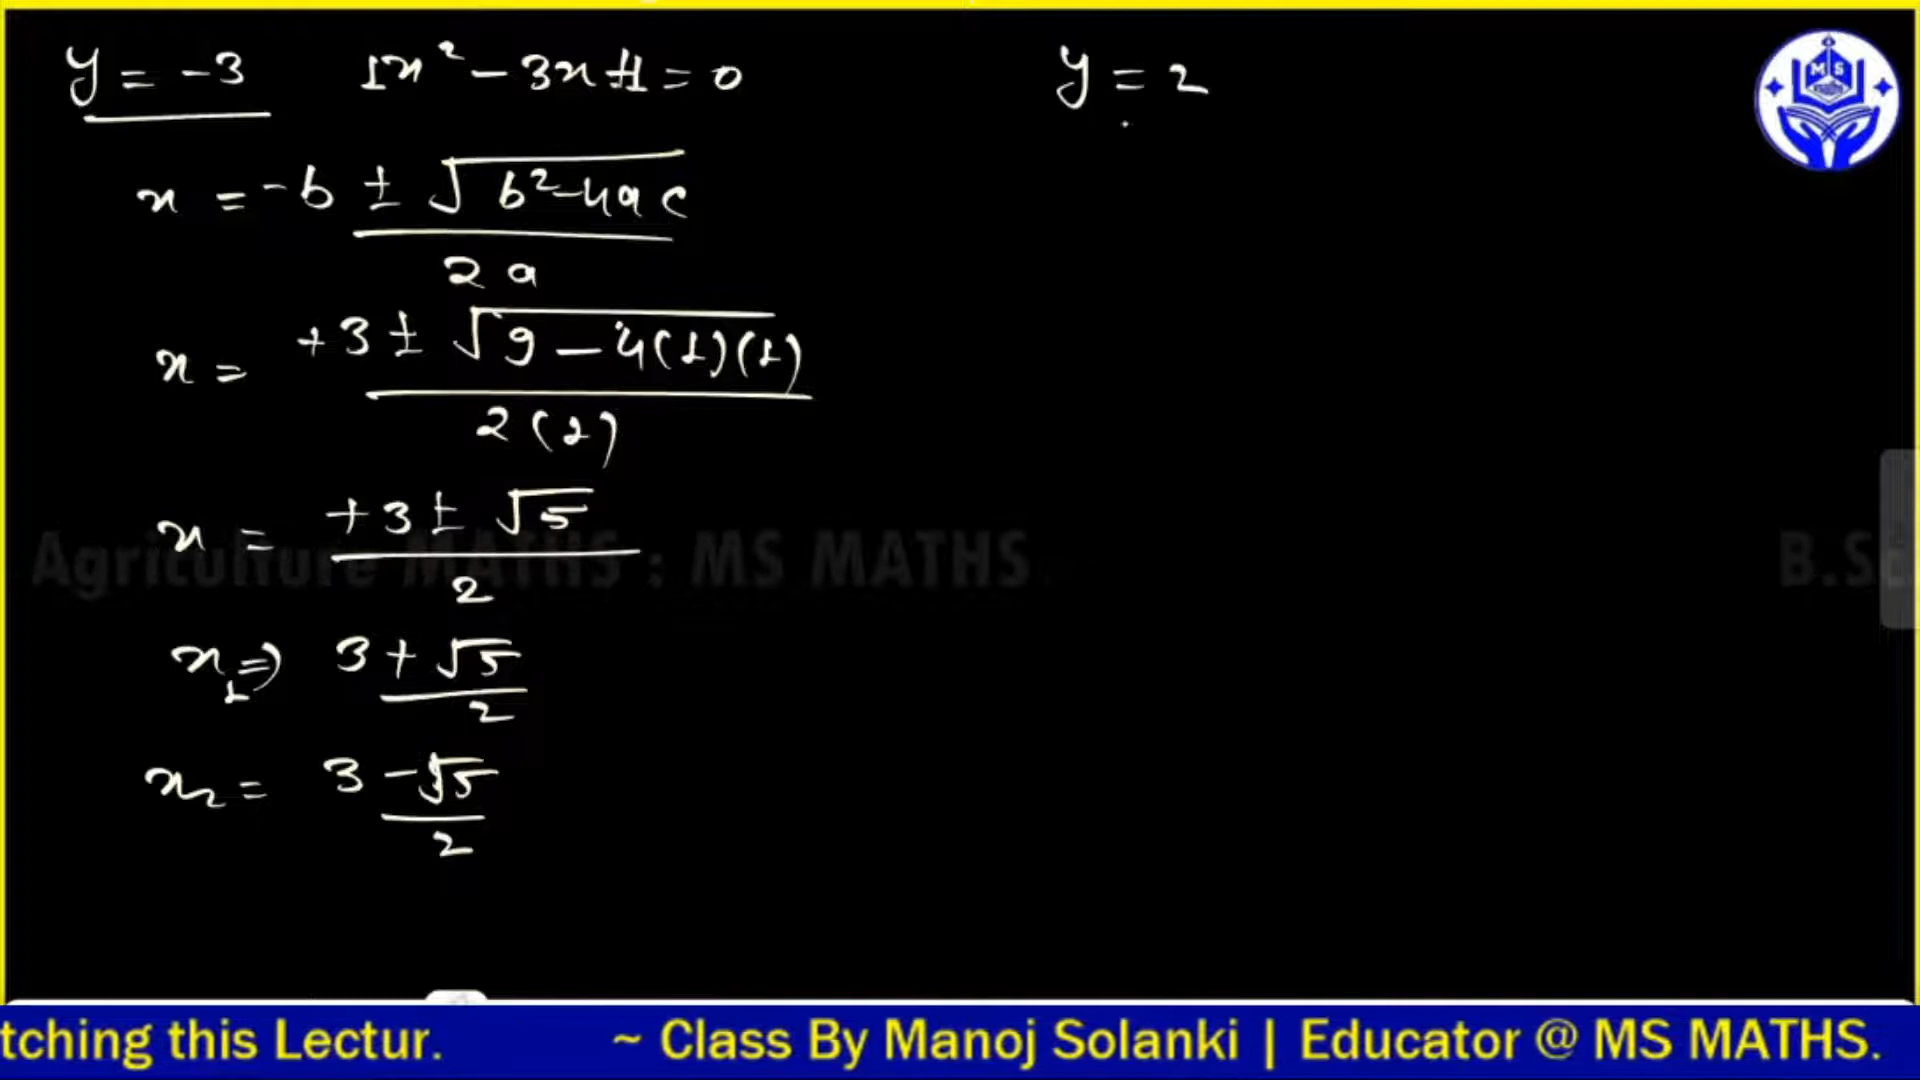 y = -3 1x² - 3x + 1 = 0
y = 2
x = -b ± √b²-4ac / 2a
x = +3 ± √9 - 4(1)(1) / 2(1)
x = +3 ± √5 / 2
x₁ ⇒ 3 + √5 / 2
x₂ = 3 - √5 / 2
MS
Agriculture MATHS : MS MATHS B.Sc
tching this Lectur. ~ Class By Manoj Solanki | Educator @ MS MATHS.